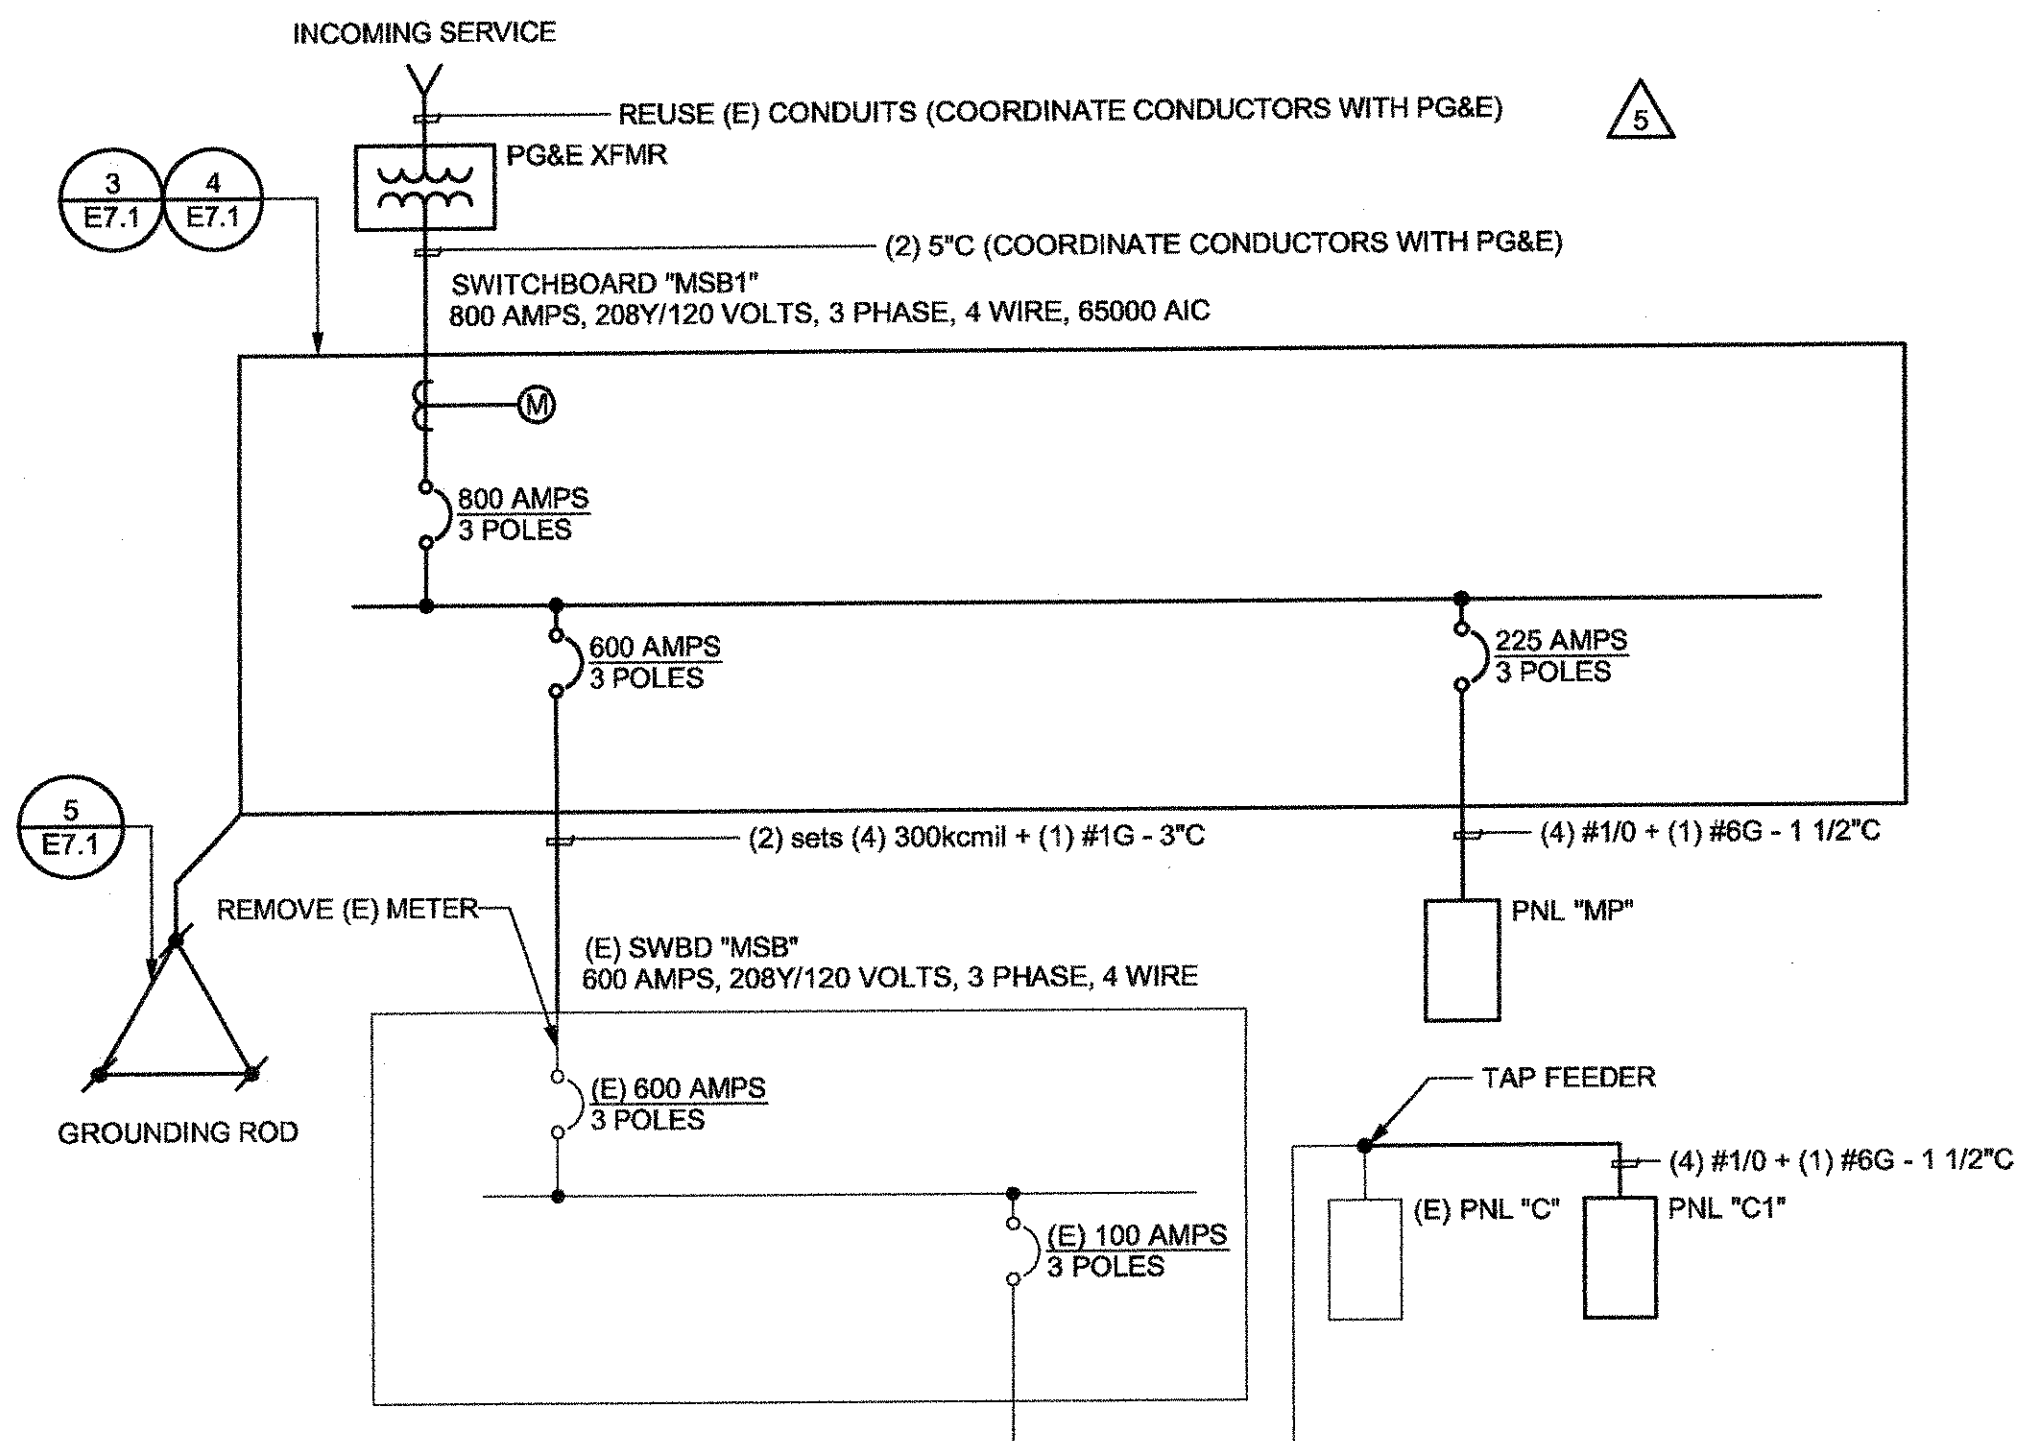 INCOMING SERVICE
REUSE (E) CONDUITS (COORDINATE CONDUCTORS WITH PG&E)
5
PG&E XFMR
3
E7.1
4
E7.1
(2) 5"C (COORDINATE CONDUCTORS WITH PG&E)
SWITCHBOARD "MSB1"
800 AMPS, 208Y/120 VOLTS, 3 PHASE, 4 WIRE, 65000 AIC
M
800 AMPS
3 POLES
600 AMPS
3 POLES
225 AMPS
3 POLES
5
E7.1
(2) sets (4) 300kcmil + (1) #1G - 3"C
(4) #1/0 + (1) #6G - 1 1/2"C
REMOVE (E) METER
PNL "MP"
(E) SWBD "MSB"
600 AMPS, 208Y/120 VOLTS, 3 PHASE, 4 WIRE
TAP FEEDER
(E) 600 AMPS
3 POLES
GROUNDING ROD
(4) #1/0 + (1) #6G - 1 1/2"C
(E) PNL "C"
PNL "C1"
(E) 100 AMPS
3 POLES